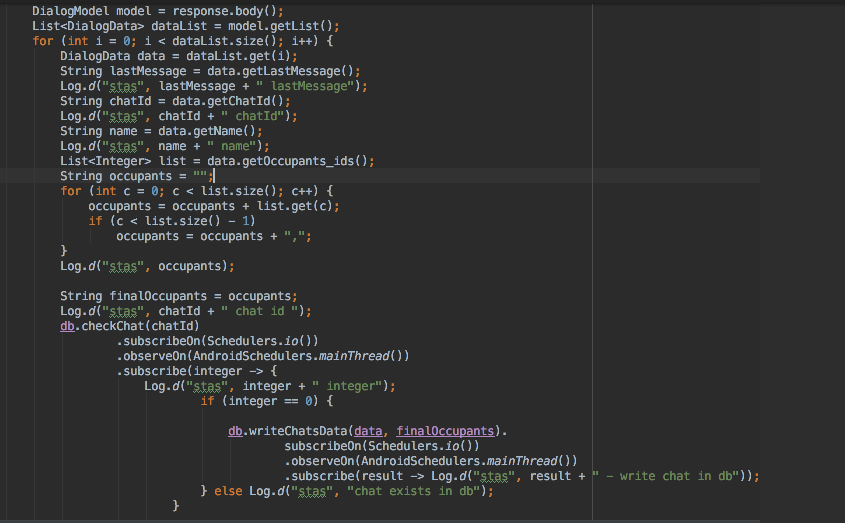 DialogModel model = response.body();
List<DialogData> dataList = model.getList();
for (int i = 0; i < dataList.size(); i++) {
DialogData data = dataList.get(i);
String lastMessage = data.getLastMessage();
Log.d("stas", lastMessage + " lastMessage");
String chatId = data.getChatId();
Log.d("stas", chatId + " chatId");
String name = data.getName();
Log.d("stas", name + " name");
List<Integer> list = data.getOccupants_ids();
String occupants = "";
for (int c = 0; c < list.size(); c++) {
occupants = occupants + list.get(c);
if (c < list.size() - 1)
occupants = occupants + ",";
}
Log.d("stas", occupants);
String finalOccupants = occupants;
Log.d("stas", chatId + " chat id ");
db.checkChat(chatId)
.subscribeOn(Schedulers.io())
.observeOn(AndroidSchedulers.mainThread())
.subscribe(integer -> {
Log.d("stas", integer + " integer");
if (integer == 0) {
db.writeChatsData(data, finalOccupants).
subscribeOn(Schedulers.io())
.observeOn(AndroidSchedulers.mainThread())
.subscribe(result -> Log.d("stas", result + " - write chat in db"));
} else Log.d("stas", "chat exists in db");
}